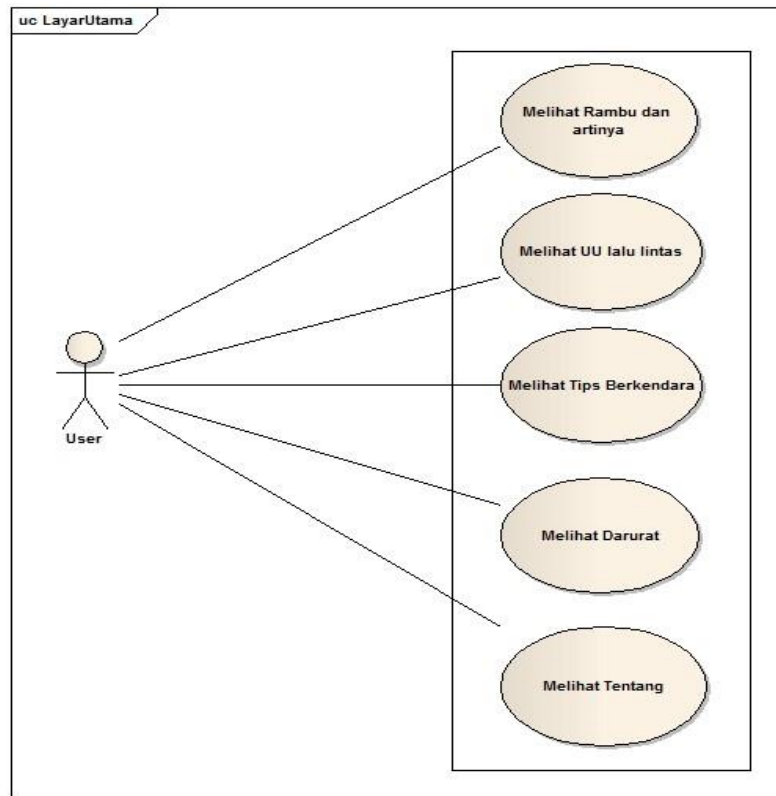 uc LayarUtama
Melihat Rambu dan
artinya
Melihat UU lalu lintas
Melihat Tips Berkendara
User
Melihat Darurat
Melihat Tentang